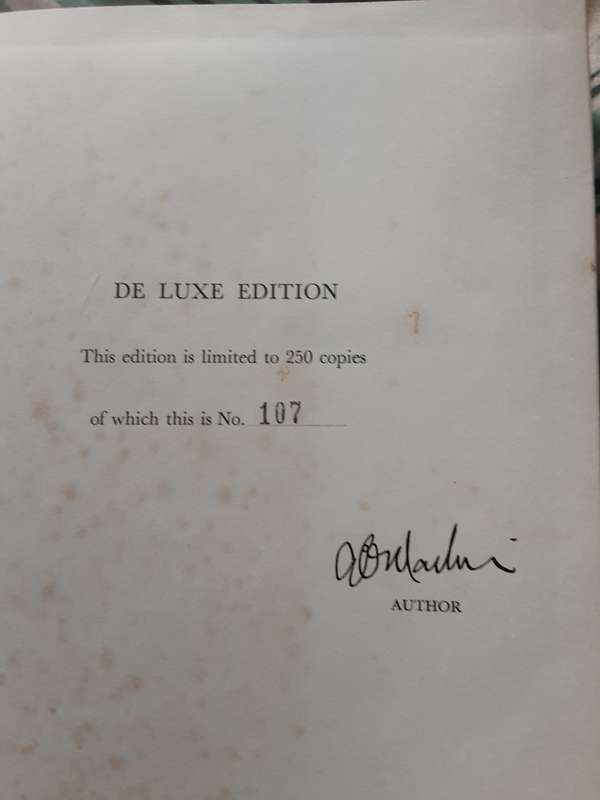 DE LUXE EDITION
This edition is limited to 250 copies
of which this is No. 107
AUTHOR